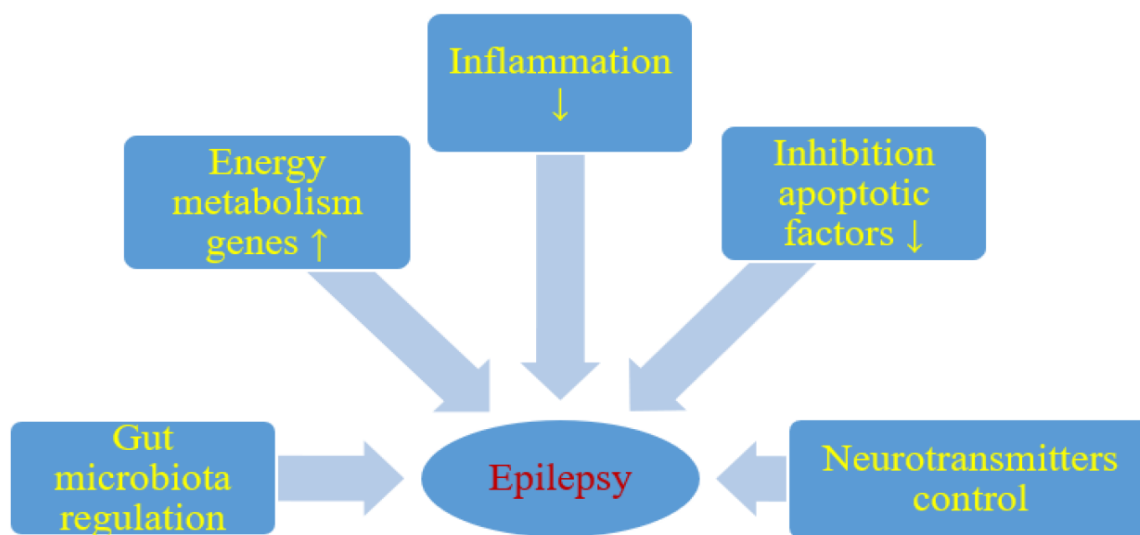 Inflammation
↓
Energy
metabolism
genes ↑
Inhibition
apoptotic
factors ↓
Gut
microbiota
regulation
Epilepsy
Neurotransmitters
control